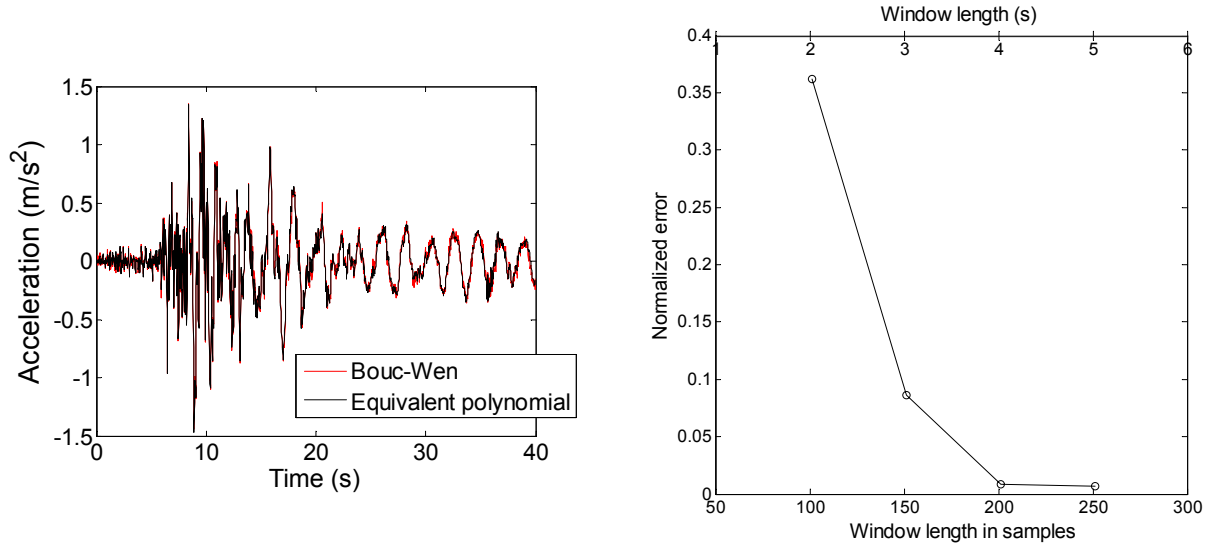 1.5
1
0.5
0
-0.5
-1
-1.5
Acceleration (m/s²)
0 10 20 30 40
Time (s)
Bouc-Wen
Equivalent polynomial
Window length (s)
1 2 3 4 5 6
0.4
0.35
0.3
0.25
0.2
0.15
0.1
0.05
0
Normalized error
50 100 150 200 250 300
Window length in samples